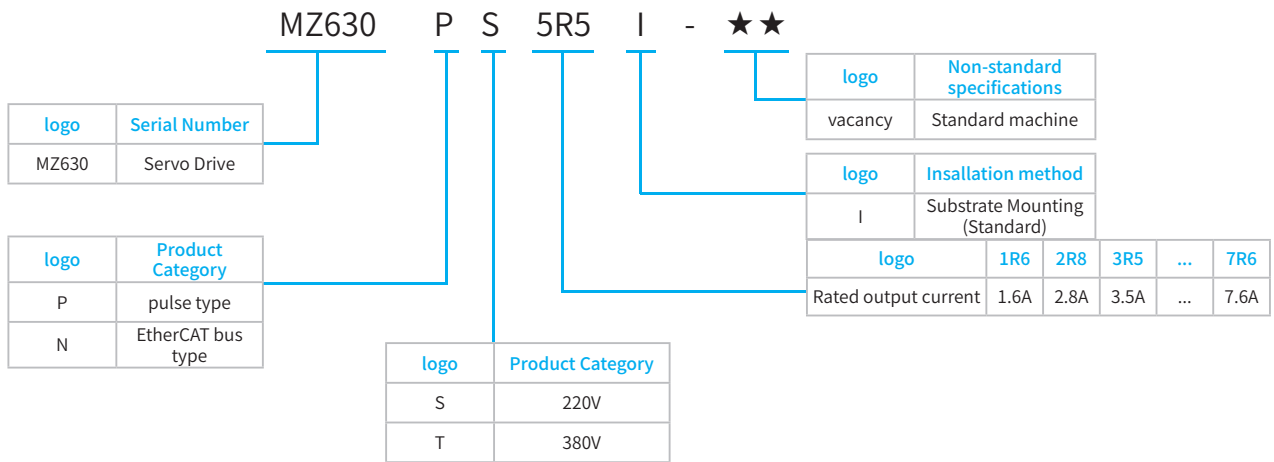 MZ630 P S 5R5 I - ★★
logo Non-standard
specifications
vacancy Standard machine
logo Serial Number
MZ630 Servo Drive
logo Insallation method
I Substrate Mounting
(Standard)
logo Product
Category
P pulse type
N EtherCAT bus
type
logo 1R6 2R8 3R5 ... 7R6
Rated output current 1.6A 2.8A 3.5A ... 7.6A
logo Product Category
S 220V
T 380V